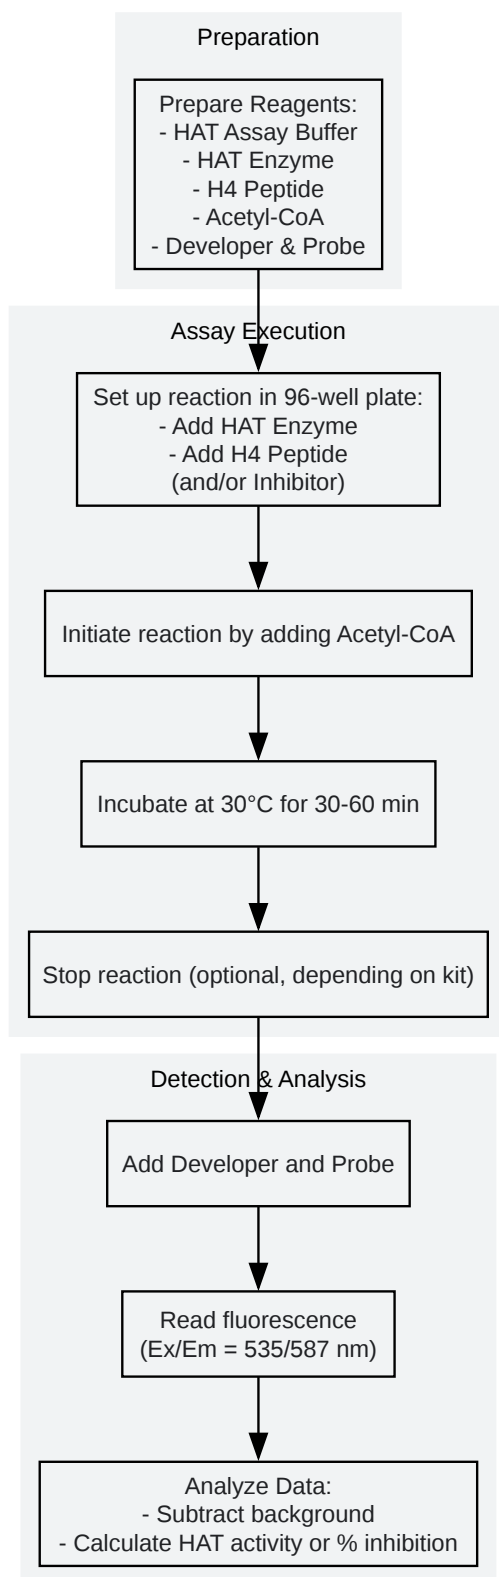 Preparation
Prepare Reagents:
- HAT Assay Buffer
- HAT Enzyme
- H4 Peptide
- Acetyl-CoA
- Developer & Probe
Assay Execution
Set up reaction in 96-well plate:
- Add HAT Enzyme
- Add H4 Peptide
(and/or Inhibitor)
Initiate reaction by adding Acetyl-CoA
Incubate at 30°C for 30-60 min
Stop reaction (optional, depending on kit)
Detection & Analysis
Add Developer and Probe
Read fluorescence
(Ex/Em = 535/587 nm)
Analyze Data:
- Subtract background
- Calculate HAT activity or % inhibition